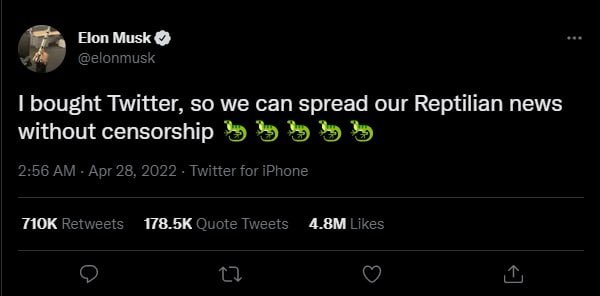 Elon Musk
@elonmusk
I bought Twitter, so we can spread our Reptilian news
without censorship 🦎 🦎 🦎 🦎 🦎
2:56 AM · Apr 28, 2022 · Twitter for iPhone
710K Retweets 178.5K Quote Tweets 4.8M Likes